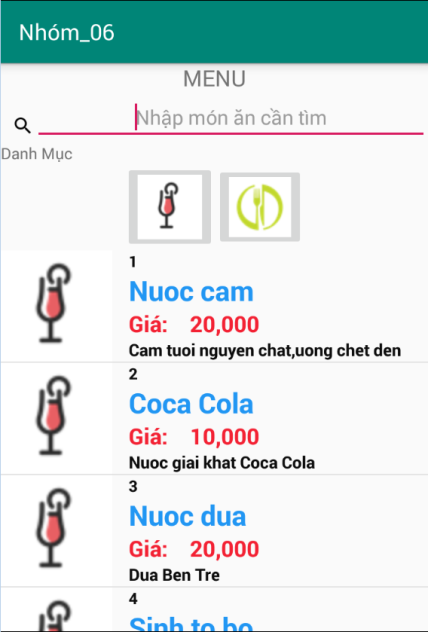 Nhóm_06
MENU
Nhập món ăn cần tìm
Danh Mục
1
Nuoc cam
Giá: 20,000
Cam tuoi nguyen chat,uong chet den
2
Coca Cola
Giá: 10,000
Nuoc giai khat Coca Cola
3
Nuoc dua
Giá: 20,000
Dua Ben Tre
4
Sinh to bo